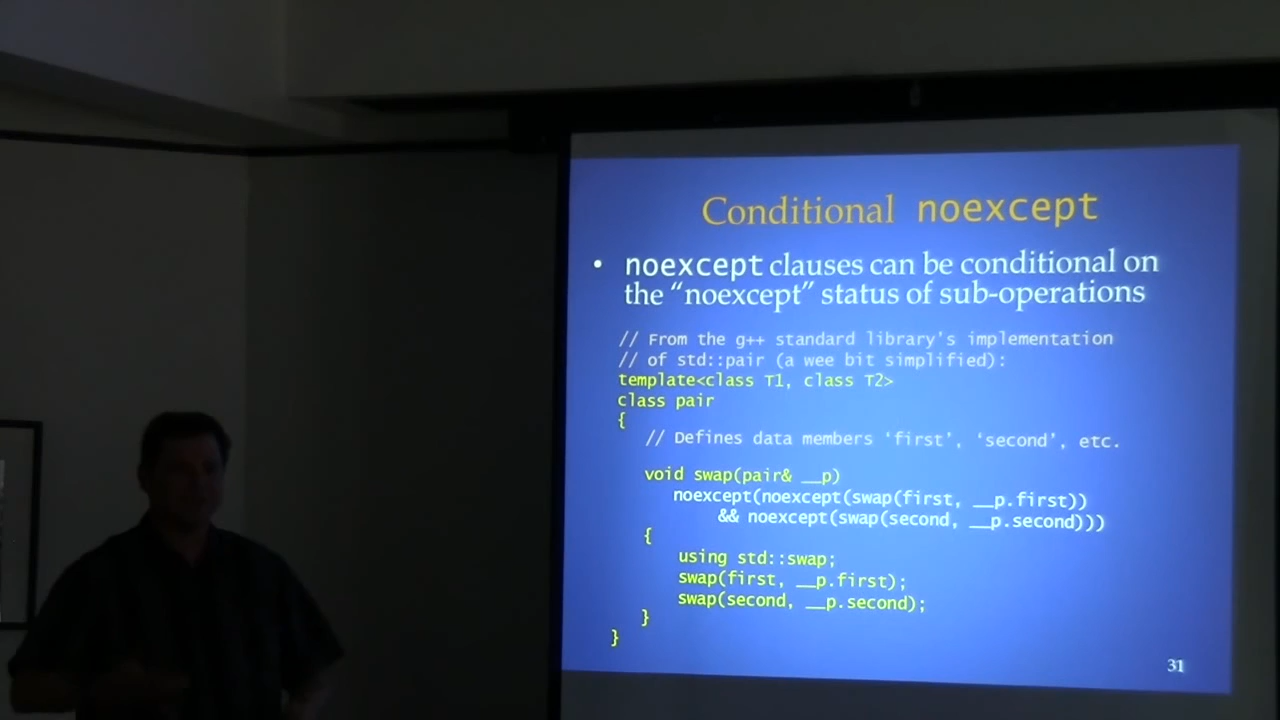 Conditional noexcept
• noexcept clauses can be conditional on
the “noexcept” status of sub-operations
// From the g++ standard library's implementation
// of std::pair (a wee bit simplified):
template<class T1, class T2>
class pair
{
// Defines data members ‘first’, ‘second’, etc.
void swap(pair& __p)
noexcept(noexcept(swap(first, __p.first))
&& noexcept(swap(second, __p.second)))
{
using std::swap;
swap(first, __p.first);
swap(second, __p.second);
}
}
31